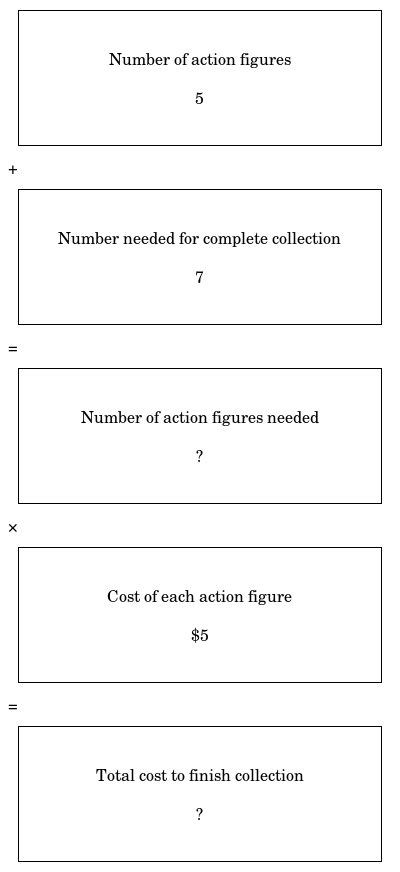 Number of action figures
5
+
Number needed for complete collection
7
=
Number of action figures needed
?
×
Cost of each action figure
$5
=
Total cost to finish collection
?